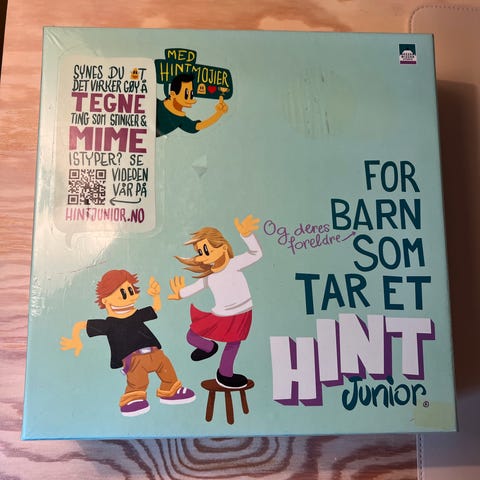 MED
HINTMOJIER
SYNES DU AT
DET VIRKER GØY Å
TEGNE
TING SOM STINKER &
MIME
ISTYPER? SE
VIDEOEN
VÅR PÅ
HINTJUNIOR.NO
FOR
BARN
Og deres
foreldre
SOM
TAR ET
HINT
Junior